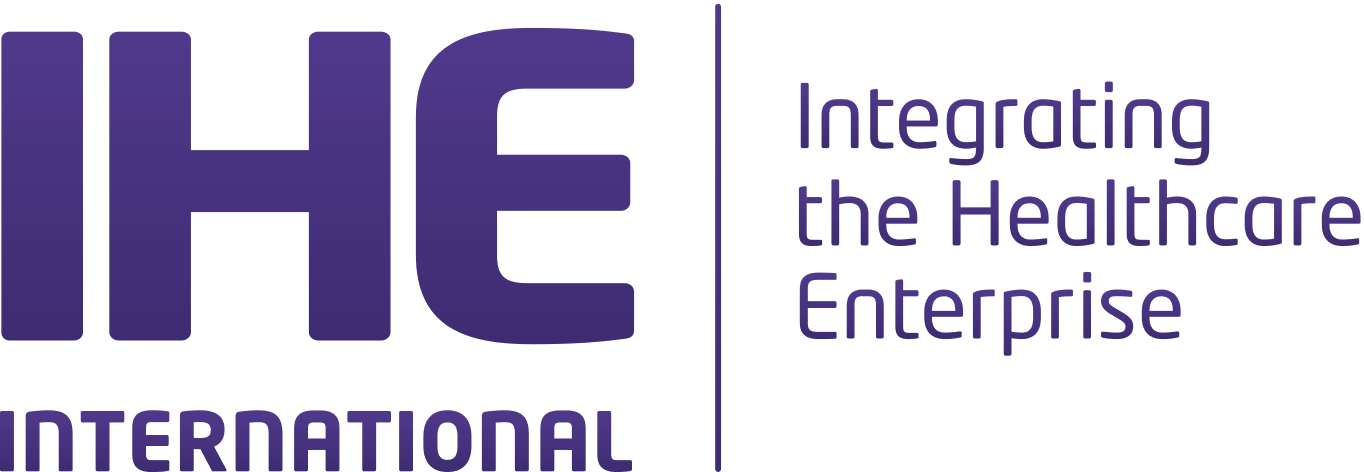 IHE
INTERNATIONAL
Integrating
the Healthcare
Enterprise